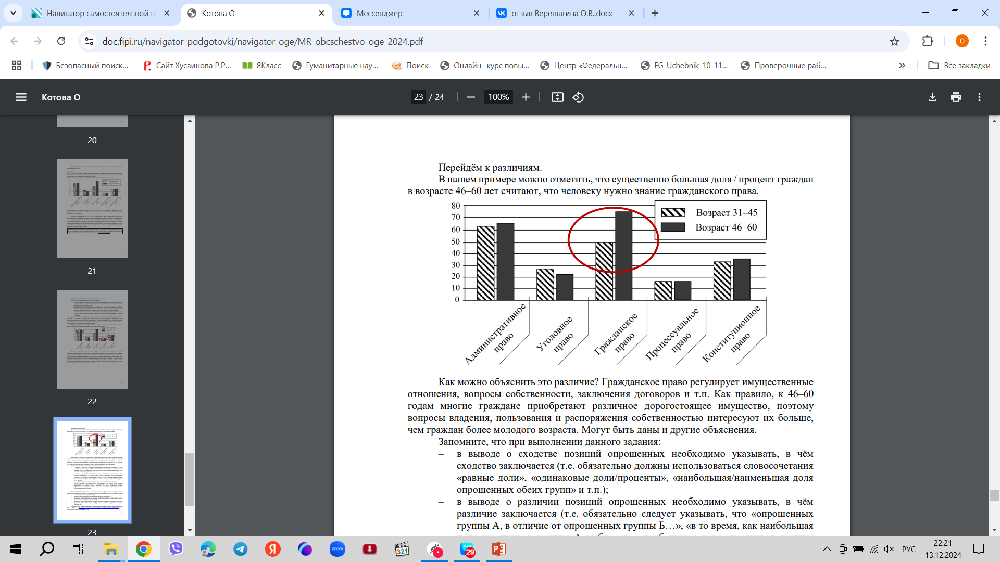 Навигатор самостоятельной п
Котова О
Мессенджер
отзыв Верещагина О.В..docx
doc.fipi.ru/navigator-podgotovki/navigator-oge/MR_obcschestvo_oge_2024.pdf
О
Безопасный поиск...
Сайт Хусаинова Р.Р...
ЯКласс
Гуманитарные нау...
Поиск
Онлайн- курс повы...
Центр «Федеральн...
FG_Uchebnik_10-11...
Проверочные раб...
Все закладки
Котова О
23 / 24
100%
20
21
22
23
Перейдём к различиям.
В нашем примере можно отметить, что существенно большая доля / процент граждан
в возрасте 46–60 лет считают, что человеку нужно знание гражданского права.
80
70
60
50
40
30
20
10
0
Возраст 31–45
Возраст 46–60
Административное
право
Уголовное
право
Гражданское
право
Процессуальное
право
Конституционное
право
Как можно объяснить это различие? Гражданское право регулирует имущественные
отношения, вопросы собственности, заключения договоров и т.п. Как правило, к 46–60
годам многие граждане приобретают различное дорогостоящее имущество, поэтому
вопросы владения, пользования и распоряжения собственностью интересуют их больше,
чем граждан более молодого возраста. Могут быть даны и другие объяснения.
Запомните, что при выполнении данного задания:
– в выводе о сходстве позиций опрошенных необходимо указывать, в чём
сходство заключается (т.е. обязательно должны использоваться словосочетания
«равные доли», «одинаковые доли/проценты», «наибольшая/наименьшая доля
опрошенных обеих групп» и т.п.);
– в выводе о различии позиций опрошенных необходимо указывать, в чём
различие заключается (т.е. обязательно следует указывать, что «опрошенных
группы А, в отличие от опрошенных группы Б…», «в то время, как наибольшая
zoom
321
29
РУС
22:21
13.12.2024